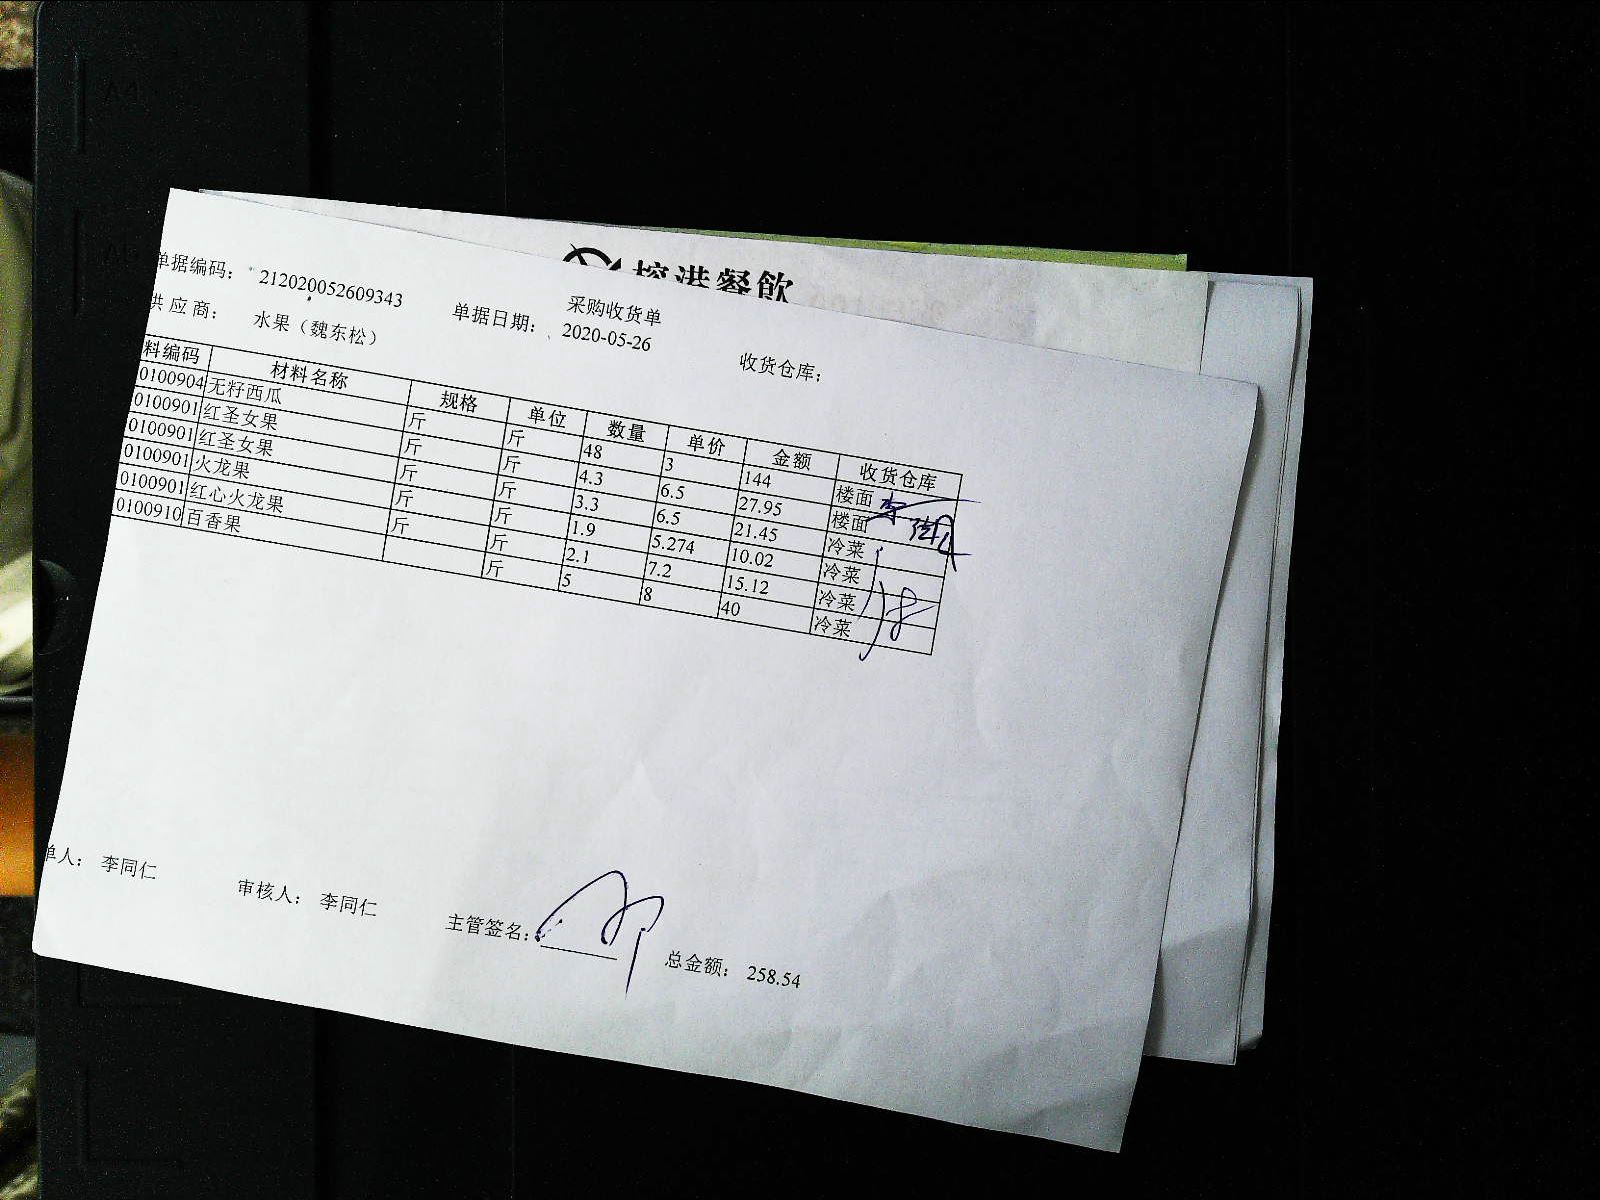 港餐飲
采购收货单
单据编码： 212020052609343 单据日期： 2020-05-26 收货仓库：
供应商： 水果（魏东松）
料编码 材料名称 规格 单位 数量 单价 金额 收货仓库
0100904 无籽西瓜 斤 斤 48 3 144 楼面
0100901 红圣女果 斤 斤 4.3 6.5 27.95 楼面
0100901 红圣女果 斤 斤 3.3 6.5 21.45 冷菜
0100901 火龙果 斤 斤 1.9 5.274 10.02 冷菜
0100901 红心火龙果 斤 斤 2.1 7.2 15.12 冷菜
0100910 百香果 斤 5 8 40 冷菜
单人： 李同仁 审核人： 李同仁 主管签名： 总金额： 258.54